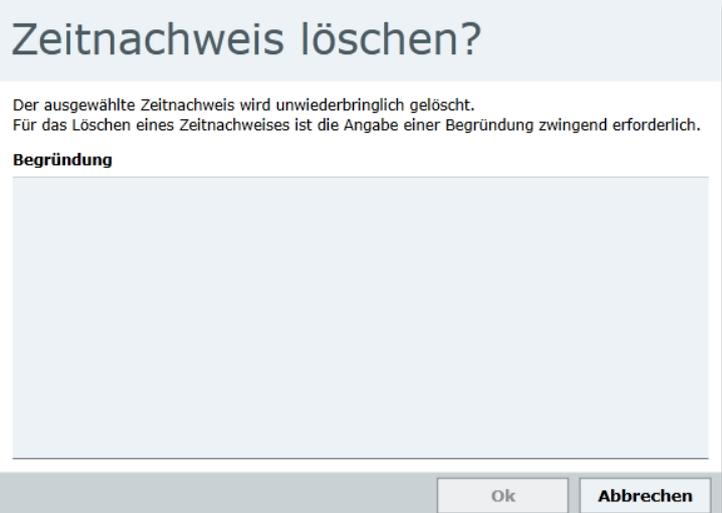 Zeitnachweis löschen?
Der ausgewählte Zeitnachweis wird unwiederbringlich gelöscht.
Für das Löschen eines Zeitnachweises ist die Angabe einer Begründung zwingend erforderlich.
Begründung
Ok
Abbrechen